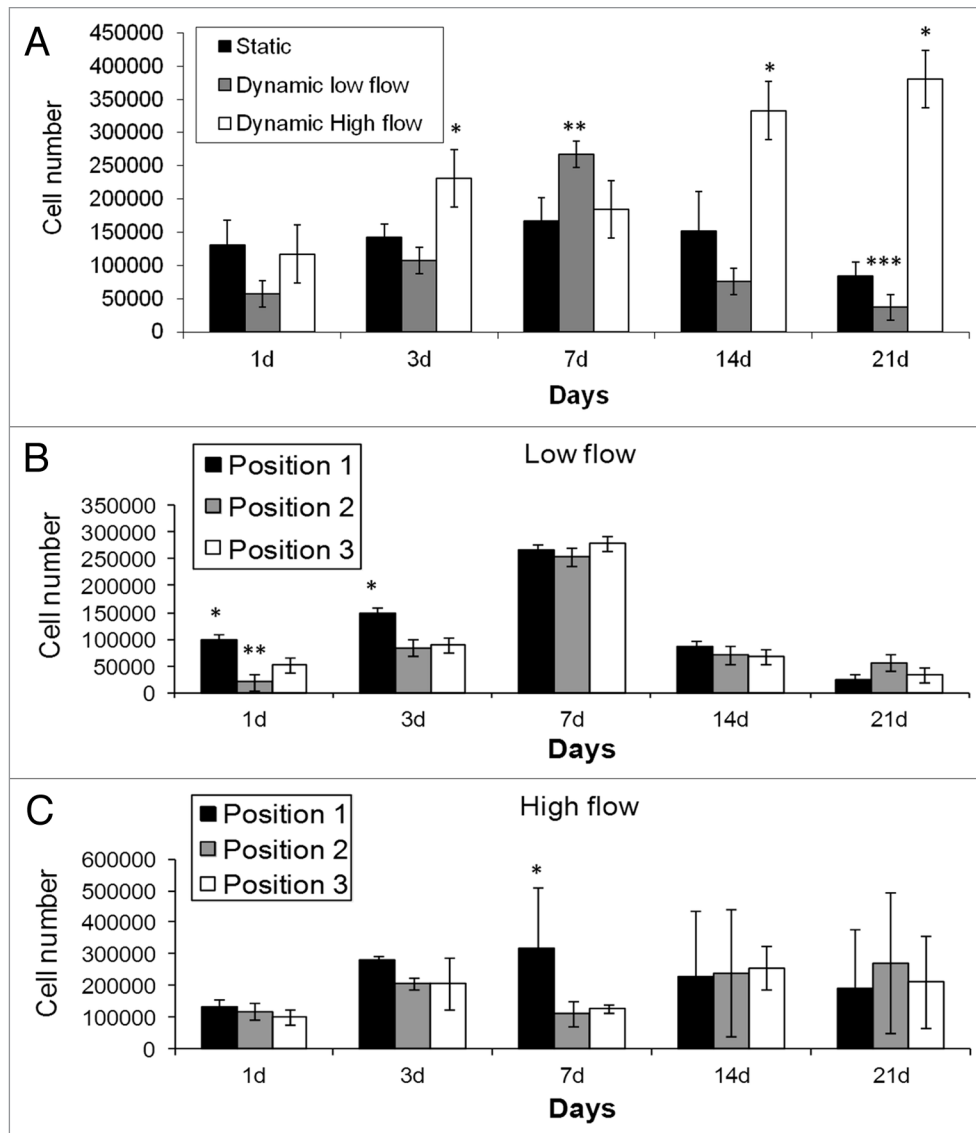 A
Static
Dynamic low flow
Dynamic High flow
Cell number
450000
400000
350000
300000
250000
200000
150000
100000
50000
0
*
**
*
***
*
1d 3d 7d 14d 21d
Days
B
Low flow
Position 1
Position 2
Position 3
Cell number
350000
300000
250000
200000
150000
100000
50000
0
*
**
*
1d 3d 7d 14d 21d
Days
C
High flow
Position 1
Position 2
Position 3
Cell number
600000
500000
400000
300000
200000
100000
0
*
1d 3d 7d 14d 21d
Days